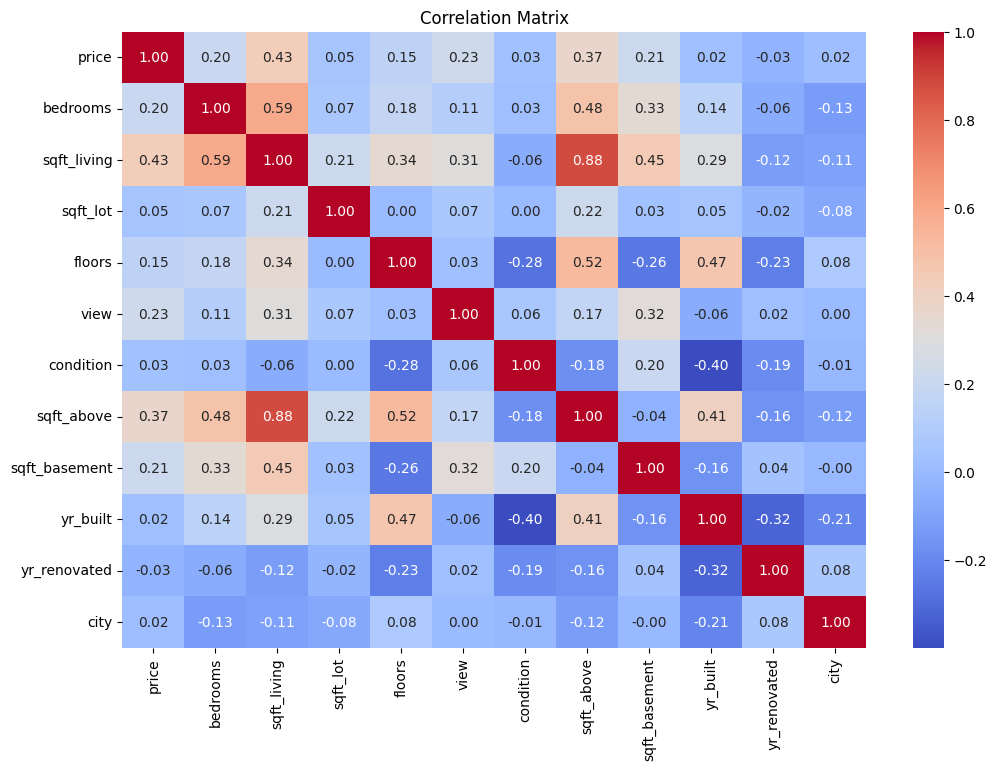 Correlation Matrix
price 1.00 0.20 0.43 0.05 0.15 0.23 0.03 0.37 0.21 0.02 -0.03 0.02
bedrooms 0.20 1.00 0.59 0.07 0.18 0.11 0.03 0.48 0.33 0.14 -0.06 -0.13
sqft_living 0.43 0.59 1.00 0.21 0.34 0.31 -0.06 0.88 0.45 0.29 -0.12 -0.11
sqft_lot 0.05 0.07 0.21 1.00 0.00 0.07 0.00 0.22 0.03 0.05 -0.02 -0.08
floors 0.15 0.18 0.34 0.00 1.00 0.03 -0.28 0.52 -0.26 0.47 -0.23 0.08
view 0.23 0.11 0.31 0.07 0.03 1.00 0.06 0.17 0.32 -0.06 0.02 0.00
condition 0.03 0.03 -0.06 0.00 -0.28 0.06 1.00 -0.18 0.20 -0.40 -0.19 -0.01
sqft_above 0.37 0.48 0.88 0.22 0.52 0.17 -0.18 1.00 -0.04 0.41 -0.16 -0.12
sqft_basement 0.21 0.33 0.45 0.03 -0.26 0.32 0.20 -0.04 1.00 -0.16 0.04 -0.00
yr_built 0.02 0.14 0.29 0.05 0.47 -0.06 -0.40 0.41 -0.16 1.00 -0.32 -0.21
yr_renovated -0.03 -0.06 -0.12 -0.02 -0.23 0.02 -0.19 -0.16 0.04 -0.32 1.00 0.08
city 0.02 -0.13 -0.11 -0.08 0.08 0.00 -0.01 -0.12 -0.00 -0.21 0.08 1.00
price bedrooms sqft_living sqft_lot floors view condition sqft_above sqft_basement yr_built yr_renovated city
1.0
0.8
0.6
0.4
0.2
0.0
−0.2